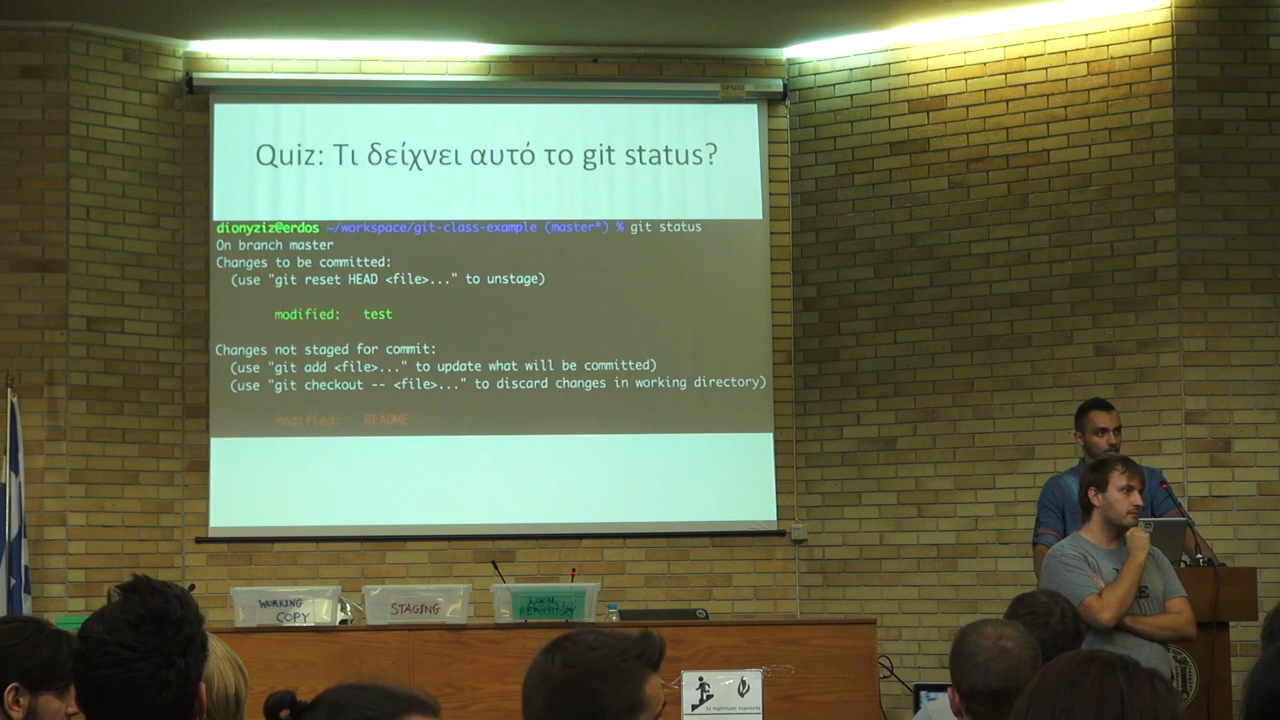 Quiz: Τι δείχνει αυτό το git status?
dionyziz@erdos ~/workspace/git-class-example (master*) % git status
On branch master
Changes to be committed:
(use "git reset HEAD <file>..." to unstage)
modified: test
Changes not staged for commit:
(use "git add <file>..." to update what will be committed)
(use "git checkout -- <file>..." to discard changes in working directory)
modified: README
WORKING
COPY
STAGING
LOCAL
REPOSITORY